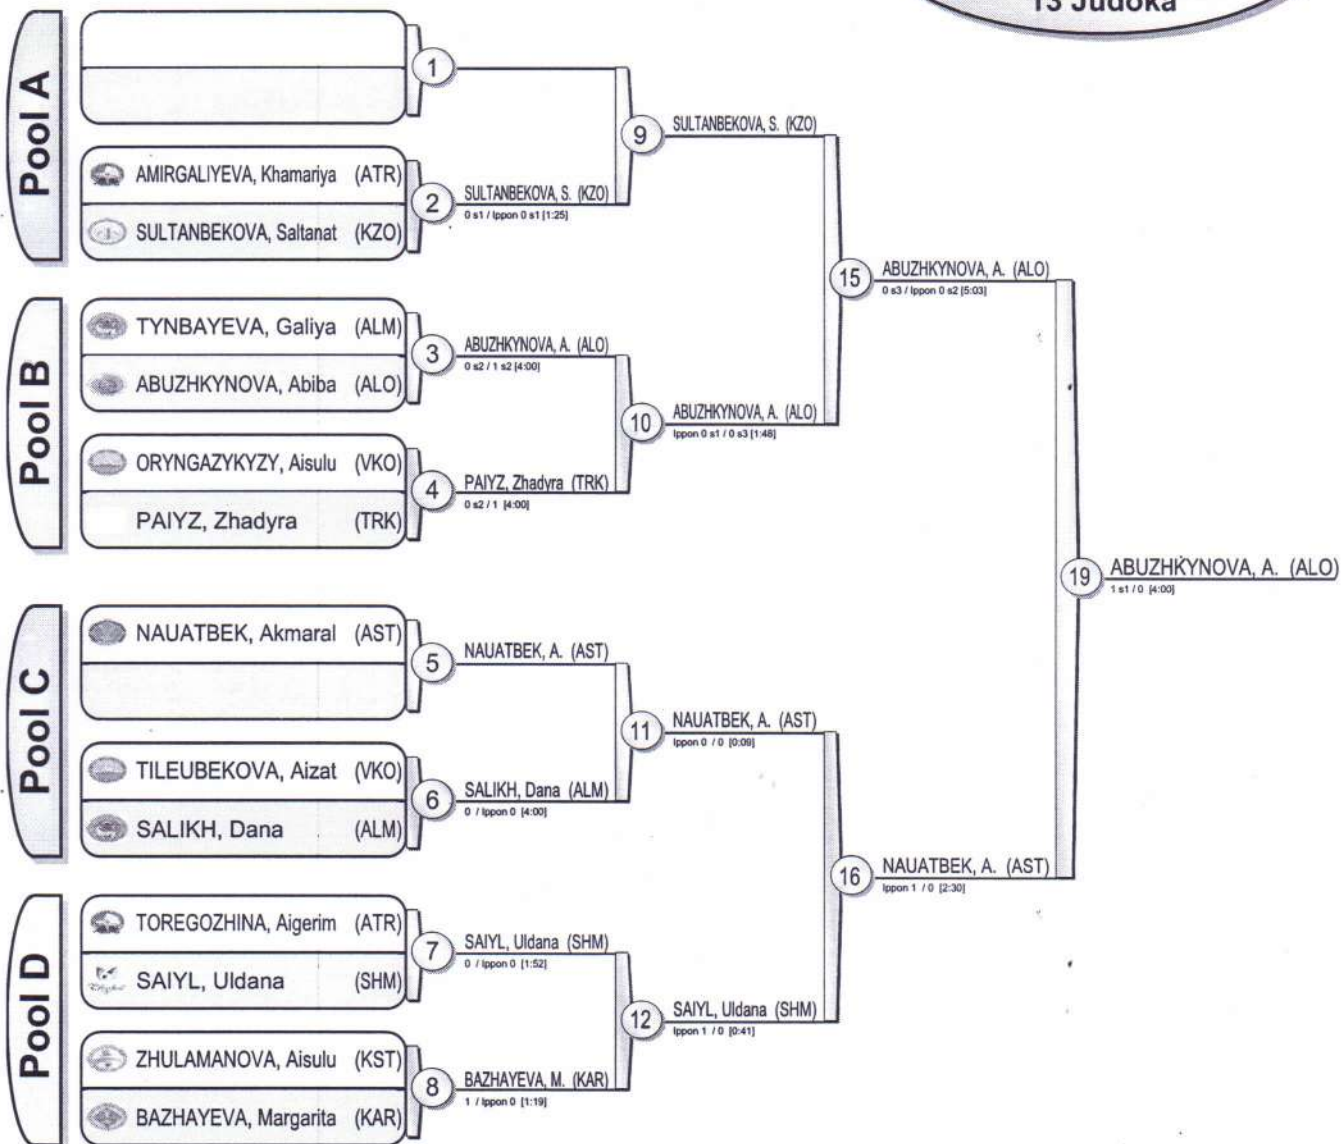 13 Judoka
Pool A
1
AMIRGALIYEVA, Khamariya (ATR)
SULTANBEKOVA, Saltanat (KZO)
2
SULTANBEKOVA, S. (KZO)
0 s1 / Ippon 0 s1 [1:25]
9
SULTANBEKOVA, S. (KZO)
Pool B
TYNBAYEVA, Galiya (ALM)
ABUZHKYNOVA, Abiba (ALO)
3
ABUZHKYNOVA, A. (ALO)
0 s2 / 1 s2 [4:00]
ORYNGAZYKYZY, Aisulu (VKO)
PAIYZ, Zhadyra (TRK)
4
PAIYZ, Zhadyra (TRK)
0 s2 / 1 [4:00]
10
ABUZHKYNOVA, A. (ALO)
Ippon 0 s1 / 0 s3 [1:48]
15
ABUZHKYNOVA, A. (ALO)
0 s3 / Ippon 0 s2 [5:03]
Pool C
NAUATBEK, Akmaral (AST)
5
NAUATBEK, A. (AST)
TILEUBEKOVA, Aizat (VKO)
SALIKH, Dana (ALM)
6
SALIKH, Dana (ALM)
0 / Ippon 0 [4:00]
11
NAUATBEK, A. (AST)
Ippon 0 / 0 [0:09]
Pool D
TOREGOZHINA, Aigerim (ATR)
SAIYL, Uldana (SHM)
7
SAIYL, Uldana (SHM)
0 / Ippon 0 [1:52]
ZHULAMANOVA, Aisulu (KST)
BAZHAYEVA, Margarita (KAR)
8
BAZHAYEVA, M. (KAR)
1 / Ippon 0 [1:19]
12
SAIYL, Uldana (SHM)
Ippon 1 / 0 [0:41]
16
NAUATBEK, A. (AST)
Ippon 1 / 0 [2:30]
19
ABUZHKYNOVA, A. (ALO)
1 s1 / 0 [4:00]